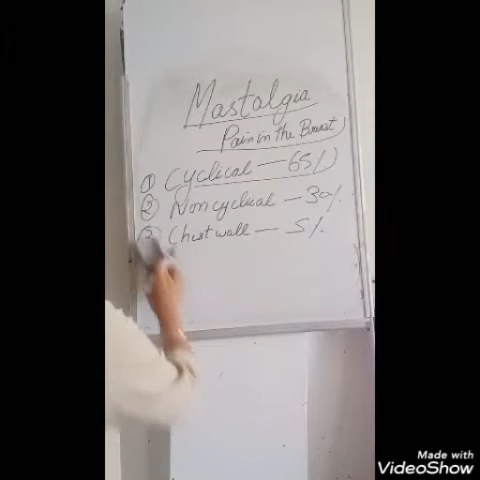 Mastalgia
Pain in the Breast
① Cyclical — 65%
② Noncyclical — 30%
③ Chest wall — 5%
Made with
VideoShow